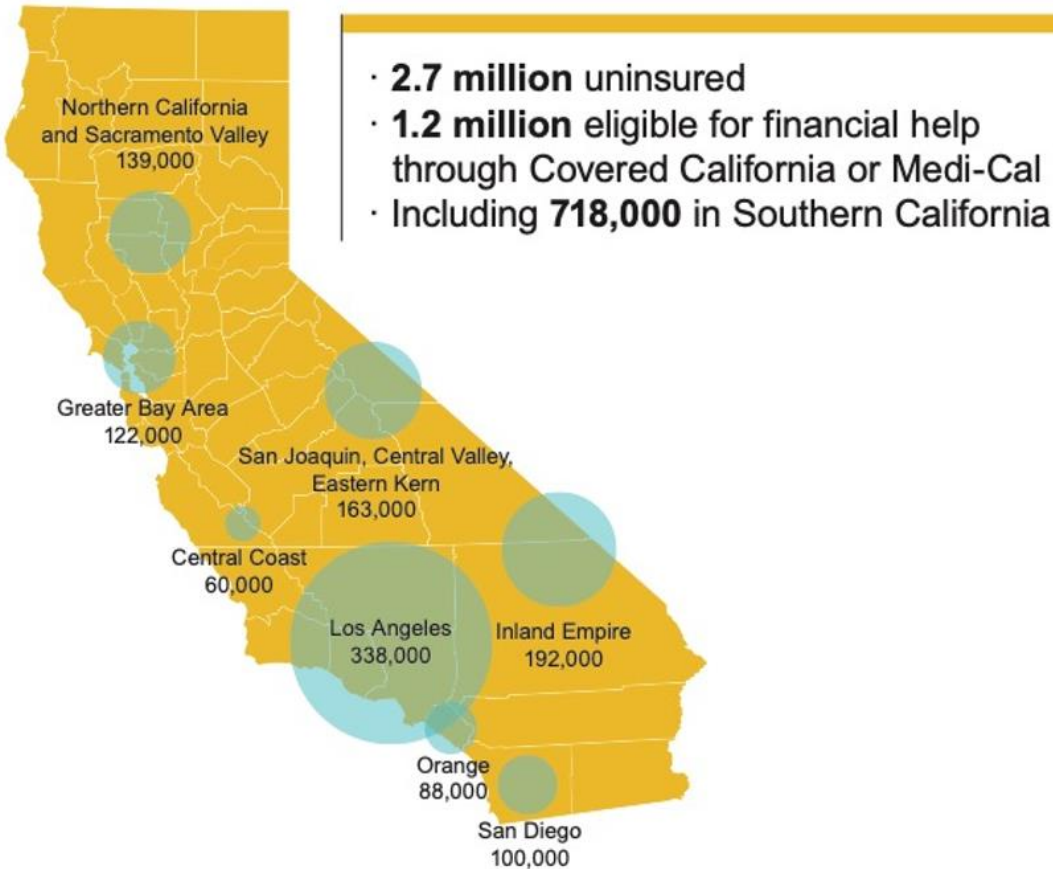 · 2.7 million uninsured
· 1.2 million eligible for financial help
through Covered California or Medi-Cal
· Including 718,000 in Southern California
Northern California
and Sacramento Valley
139,000
Greater Bay Area
122,000
San Joaquin, Central Valley,
Eastern Kern
163,000
Central Coast
60,000
Los Angeles
338,000
Inland Empire
192,000
Orange
88,000
San Diego
100,000